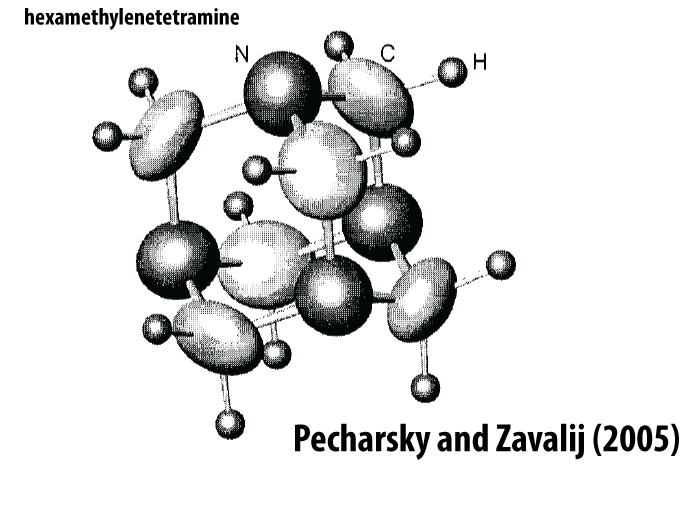 hexamethylenetetramine
N
C
H
Pecharsky and Zavalij (2005)